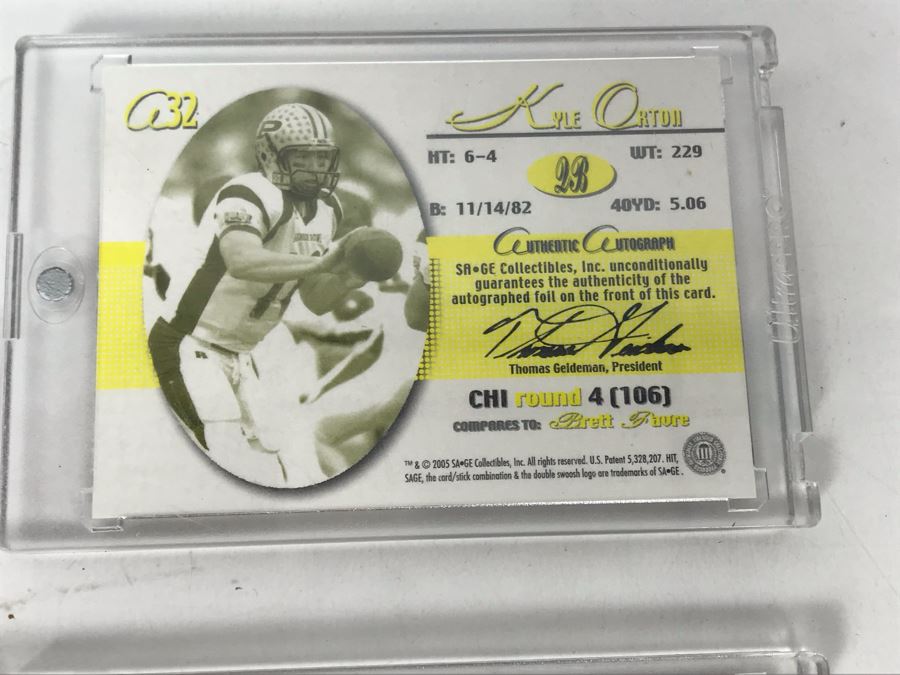 A32
Kyle Orton
HT: 6-4 WT: 229
QB
B: 11/14/82 40YD: 5.06
Authentic Autograph
SA•GE Collectibles, Inc. unconditionally
guarantees the authenticity of the
autographed foil on the front of this card.
Thomas Geideman, President
CHI round 4 (106)
COMPARES TO: Brett Favre
™ & © 2005 SA•GE Collectibles, Inc. All rights reserved. U.S. Patent 5,328,207. HIT,
SAGE, the card/stick combination & the double swoosh logo are trademarks of SA•GE.
UltraPRO